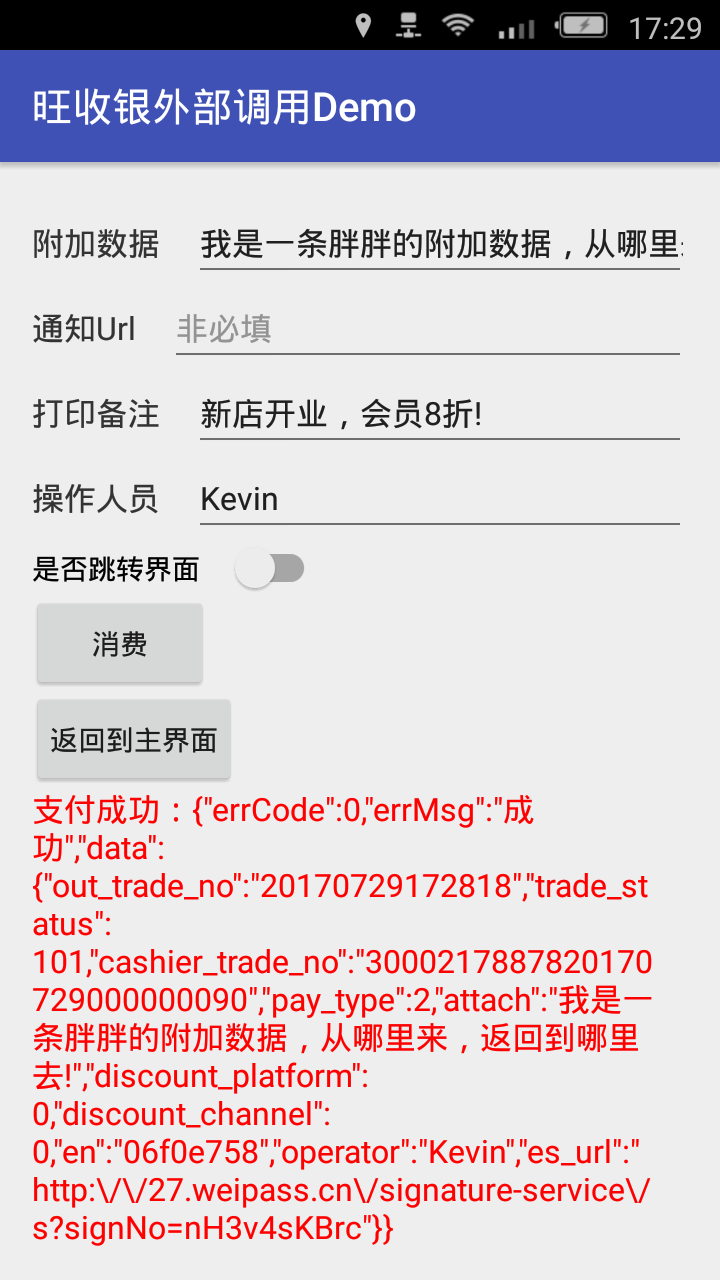 17:29
旺收银外部调用Demo
附加数据 我是一条胖胖的附加数据，从哪里
通知Url 非必填
打印备注 新店开业，会员8折!
操作人员 Kevin
是否跳转界面
消费
返回到主界面
支付成功：{"errCode":0,"errMsg":"成
功","data":
{"out_trade_no":"20170729172818","trade_st
atus":
101,"cashier_trade_no":"3000217887820170
729000000090","pay_type":2,"attach":"我是一
条胖胖的附加数据，从哪里来，返回到哪里
去!","discount_platform":
0,"discount_channel":
0,"en":"06f0e758","operator":"Kevin","es_url":"
http:\/\/27.weipass.cn\/signature-service\/
s?signNo=nH3v4sKBrc"}}